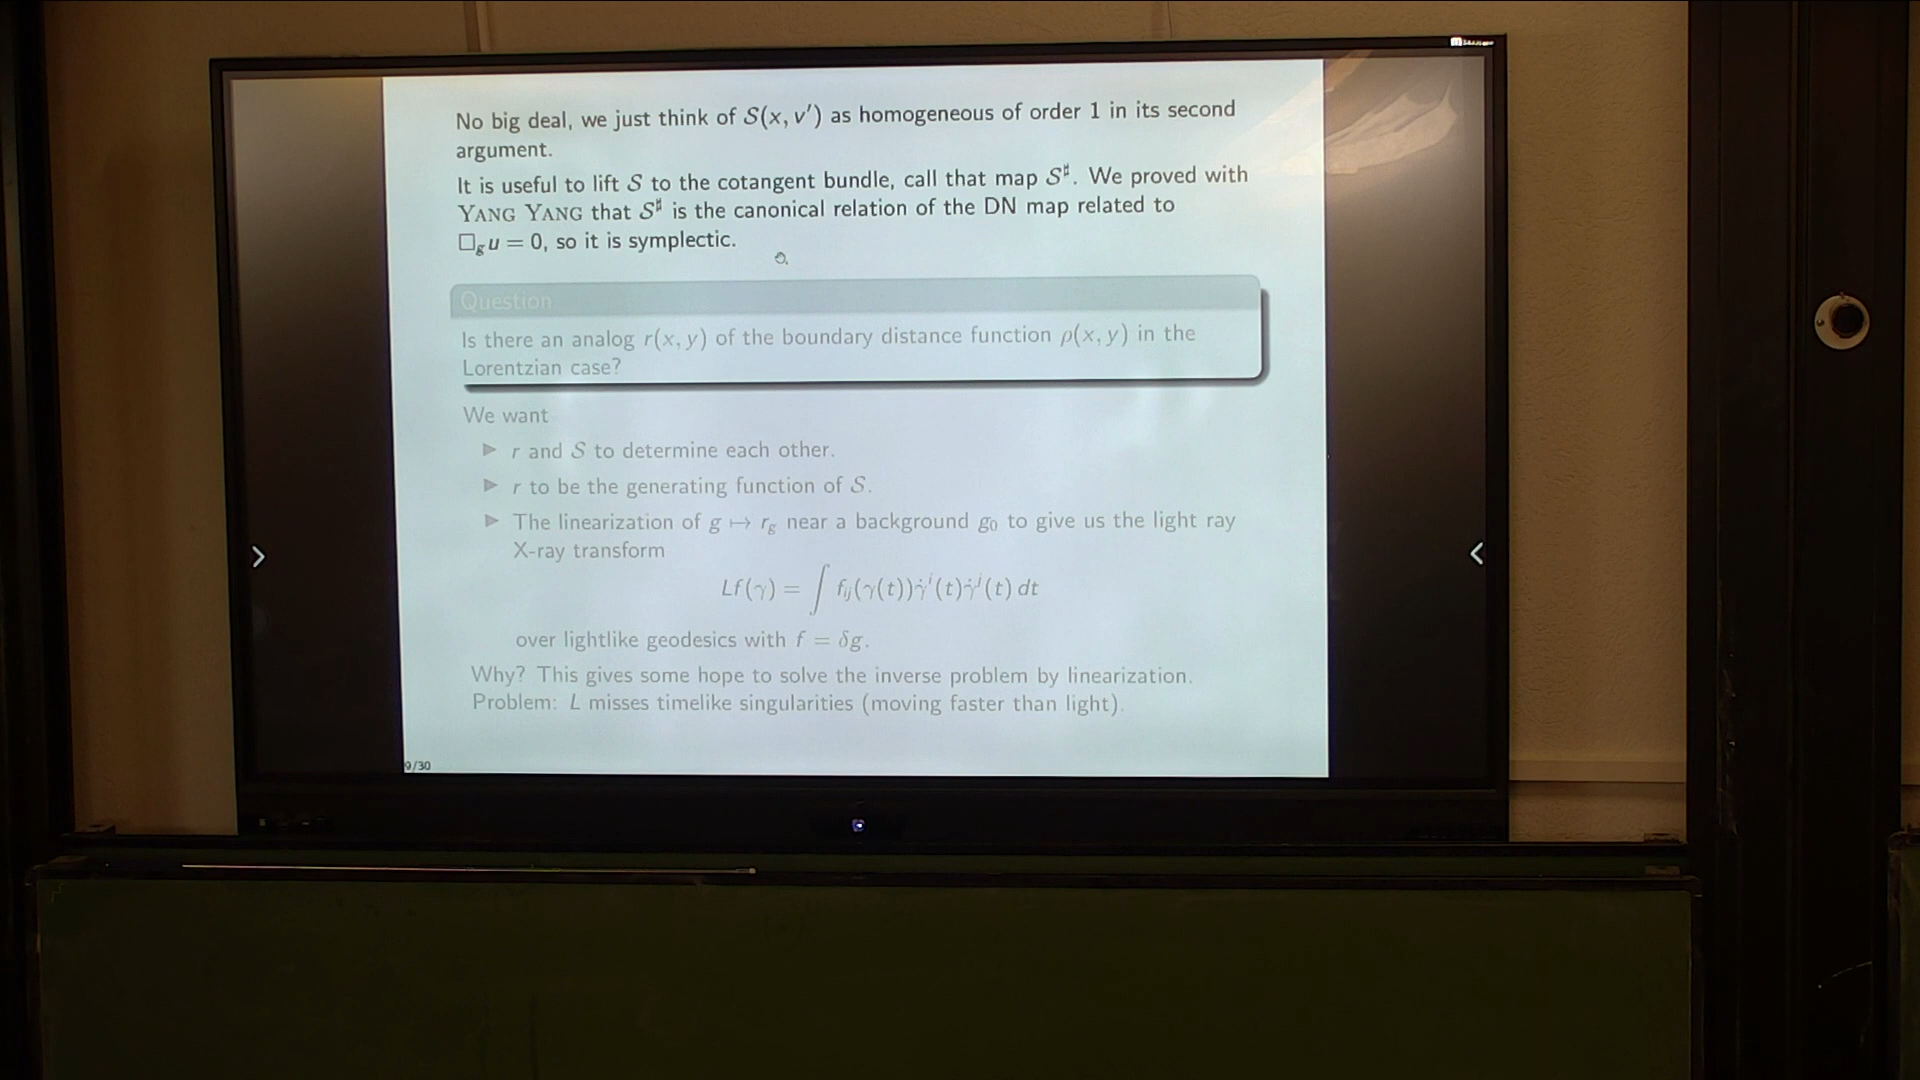 No big deal, we just think of 𝒮(x, v′) as homogeneous of order 1 in its second
argument.
It is useful to lift 𝒮 to the cotangent bundle, call that map 𝒮♯. We proved with
YANG YANG that 𝒮♯ is the canonical relation of the DN map related to
□_g u = 0, so it is symplectic.
Question
Is there an analog r(x, y) of the boundary distance function ρ(x, y) in the
Lorentzian case?
We want
▶ r and 𝒮 to determine each other.
▶ r to be the generating function of 𝒮.
▶ The linearization of g ↦ r_g near a background g₀ to give us the light ray
X-ray transform
Lf(γ) = ∫ f_ij(γ(t))γ̇^i(t)γ̇^j(t) dt
over lightlike geodesics with f = δg.
Why? This gives some hope to solve the inverse problem by linearization.
Problem: L misses timelike singularities (moving faster than light).
9/30